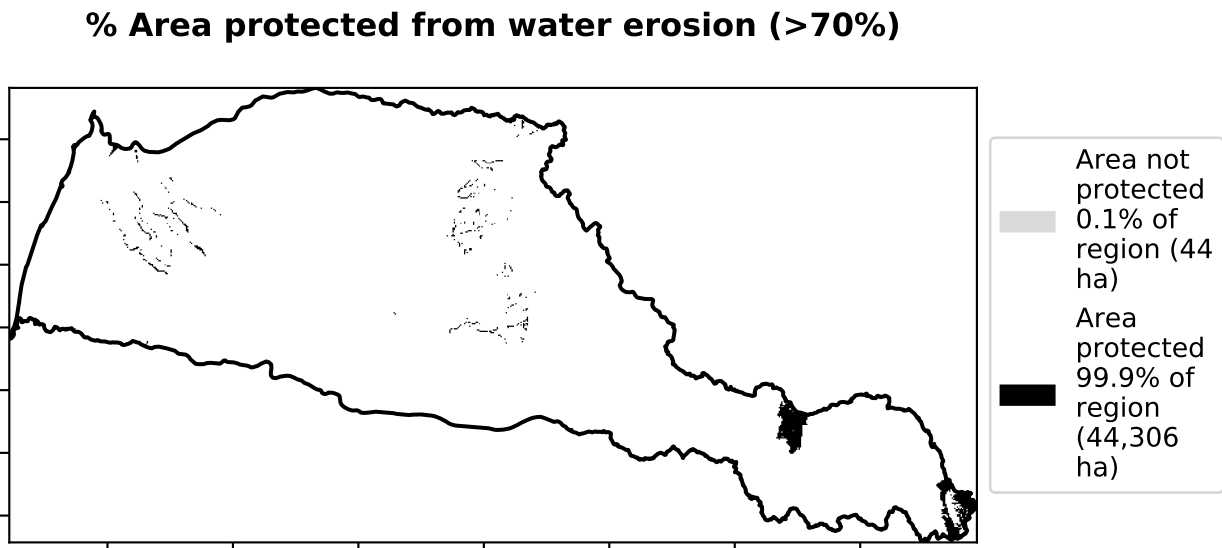 % Area protected from water erosion (>70%)
Area not
protected
0.1% of
region (44
ha)
Area
protected
99.9% of
region
(44,306
ha)